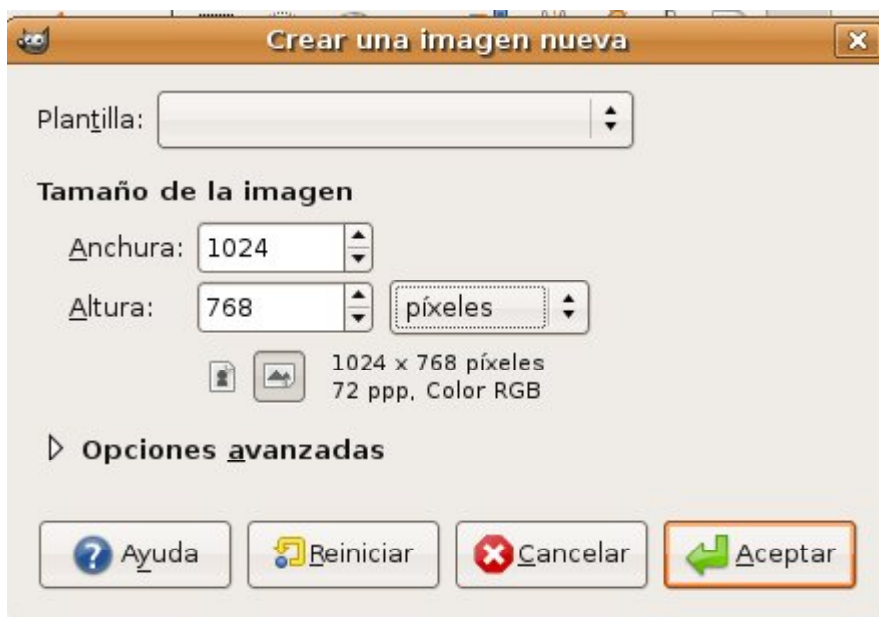 Crear una imagen nueva
Plantilla:
Tamaño de la imagen
Anchura: 1024
Altura: 768 píxeles
1024 x 768 píxeles
72 ppp, Color RGB
Opciones avanzadas
Ayuda Reiniciar Cancelar Aceptar